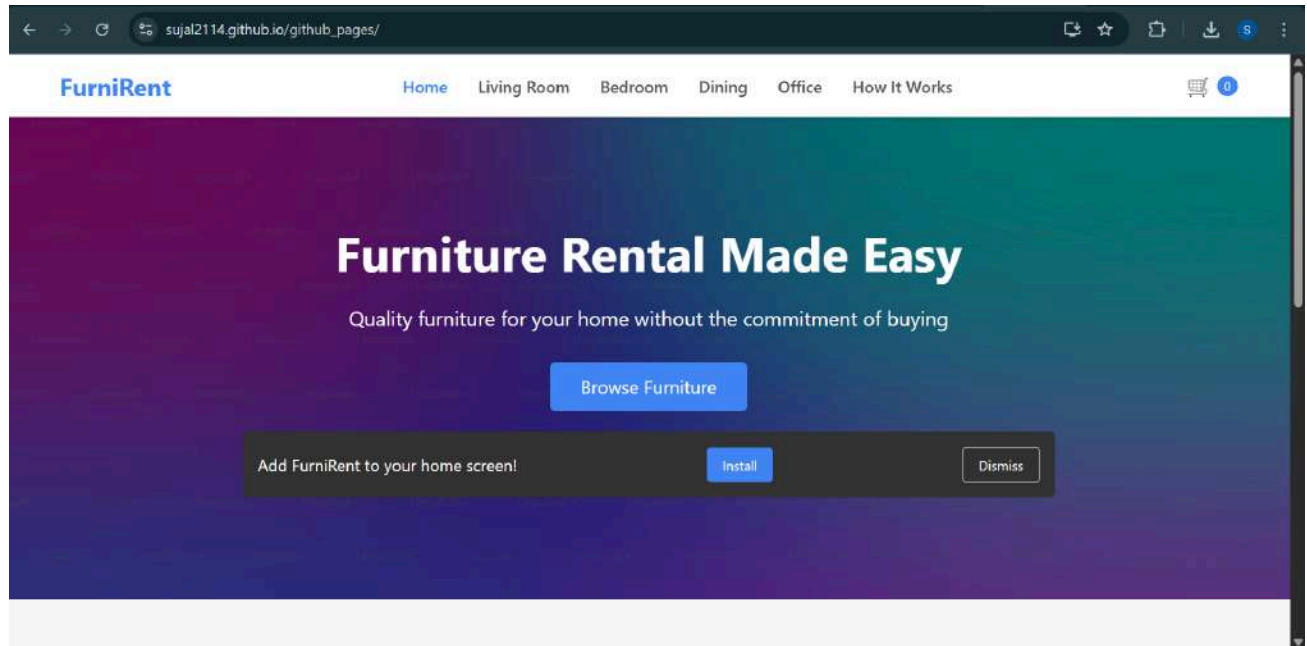 sujal2114.github.io/github_pages/
S
FurniRent
Home Living Room Bedroom Dining Office How It Works
0
Furniture Rental Made Easy
Quality furniture for your home without the commitment of buying
Browse Furniture
Add FurniRent to your home screen! Install Dismiss